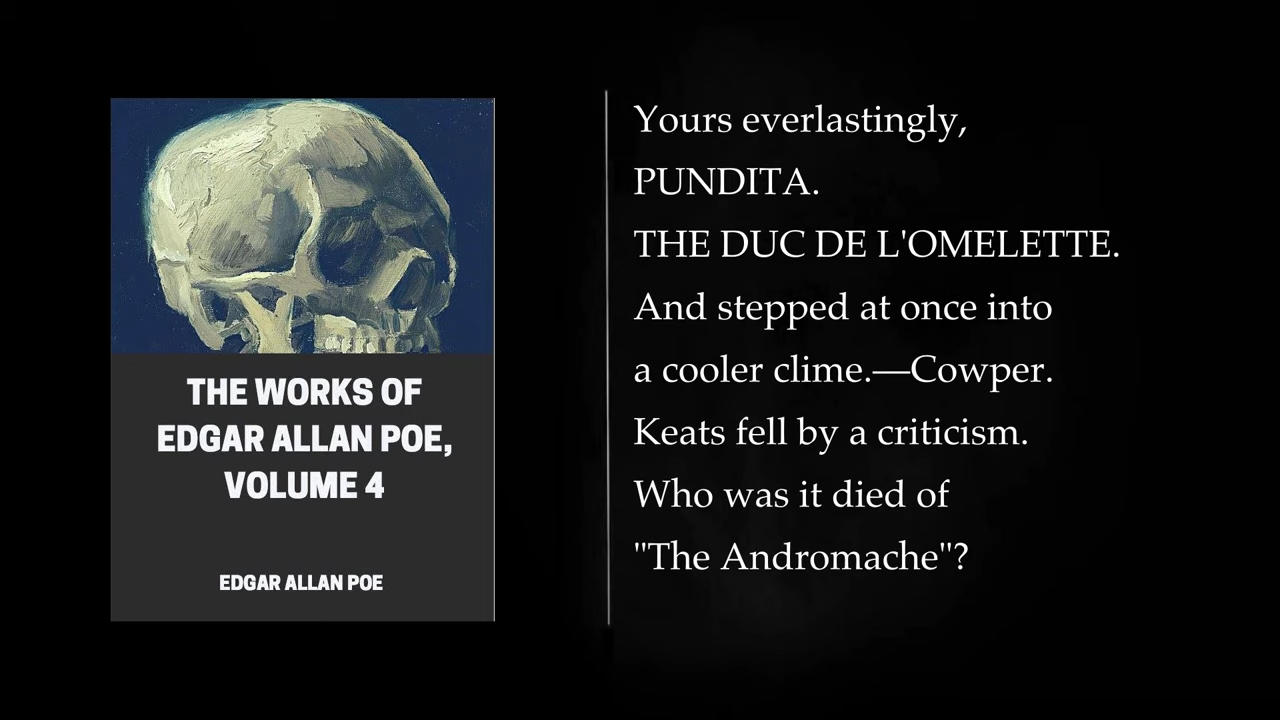 THE WORKS OF
EDGAR ALLAN POE,
VOLUME 4
EDGAR ALLAN POE
Yours everlastingly,
PUNDITA.
THE DUC DE L'OMELETTE.
And stepped at once into
a cooler clime.—Cowper.
Keats fell by a criticism.
Who was it died of
"The Andromache"?